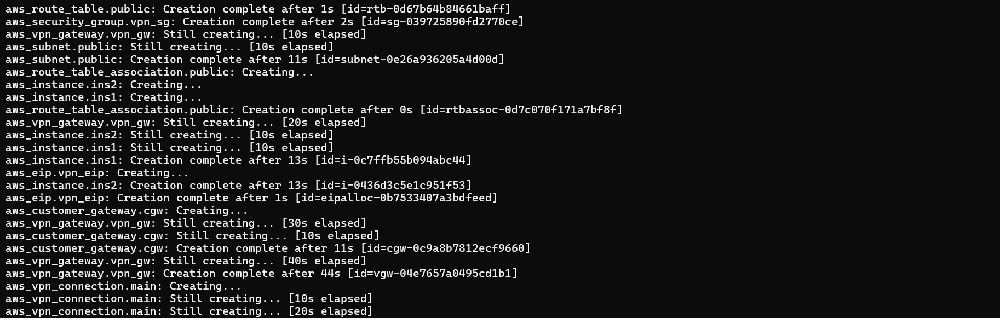 aws_route_table.public: Creation complete after 1s [id=rtb-0d67b64b84661baff]
aws_security_group.vpn_sg: Creation complete after 2s [id=sg-039725890fd2770ce]
aws_vpn_gateway.vpn_gw: Still creating... [10s elapsed]
aws_subnet.public: Still creating... [10s elapsed]
aws_subnet.public: Creation complete after 11s [id=subnet-0e26a936205a4d00d]
aws_route_table_association.public: Creating...
aws_instance.ins2: Creating...
aws_instance.ins1: Creating...
aws_route_table_association.public: Creation complete after 0s [id=rtbassoc-0d7c070f171a7bf8f]
aws_vpn_gateway.vpn_gw: Still creating... [20s elapsed]
aws_instance.ins2: Still creating... [10s elapsed]
aws_instance.ins1: Still creating... [10s elapsed]
aws_instance.ins1: Creation complete after 13s [id=i-0c7ffb55b094abc44]
aws_eip.vpn_eip: Creating...
aws_instance.ins2: Creation complete after 13s [id=i-0436d3c5e1c951f53]
aws_eip.vpn_eip: Creation complete after 1s [id=eipalloc-0b7533407a3bdfeed]
aws_customer_gateway.cgw: Creating...
aws_vpn_gateway.vpn_gw: Still creating... [30s elapsed]
aws_customer_gateway.cgw: Still creating... [10s elapsed]
aws_customer_gateway.cgw: Creation complete after 11s [id=cgw-0c9a8b7812ecf9660]
aws_vpn_gateway.vpn_gw: Still creating... [40s elapsed]
aws_vpn_gateway.vpn_gw: Creation complete after 44s [id=vgw-04e7657a0495cd1b1]
aws_vpn_connection.main: Creating...
aws_vpn_connection.main: Still creating... [10s elapsed]
aws_vpn_connection.main: Still creating... [20s elapsed]